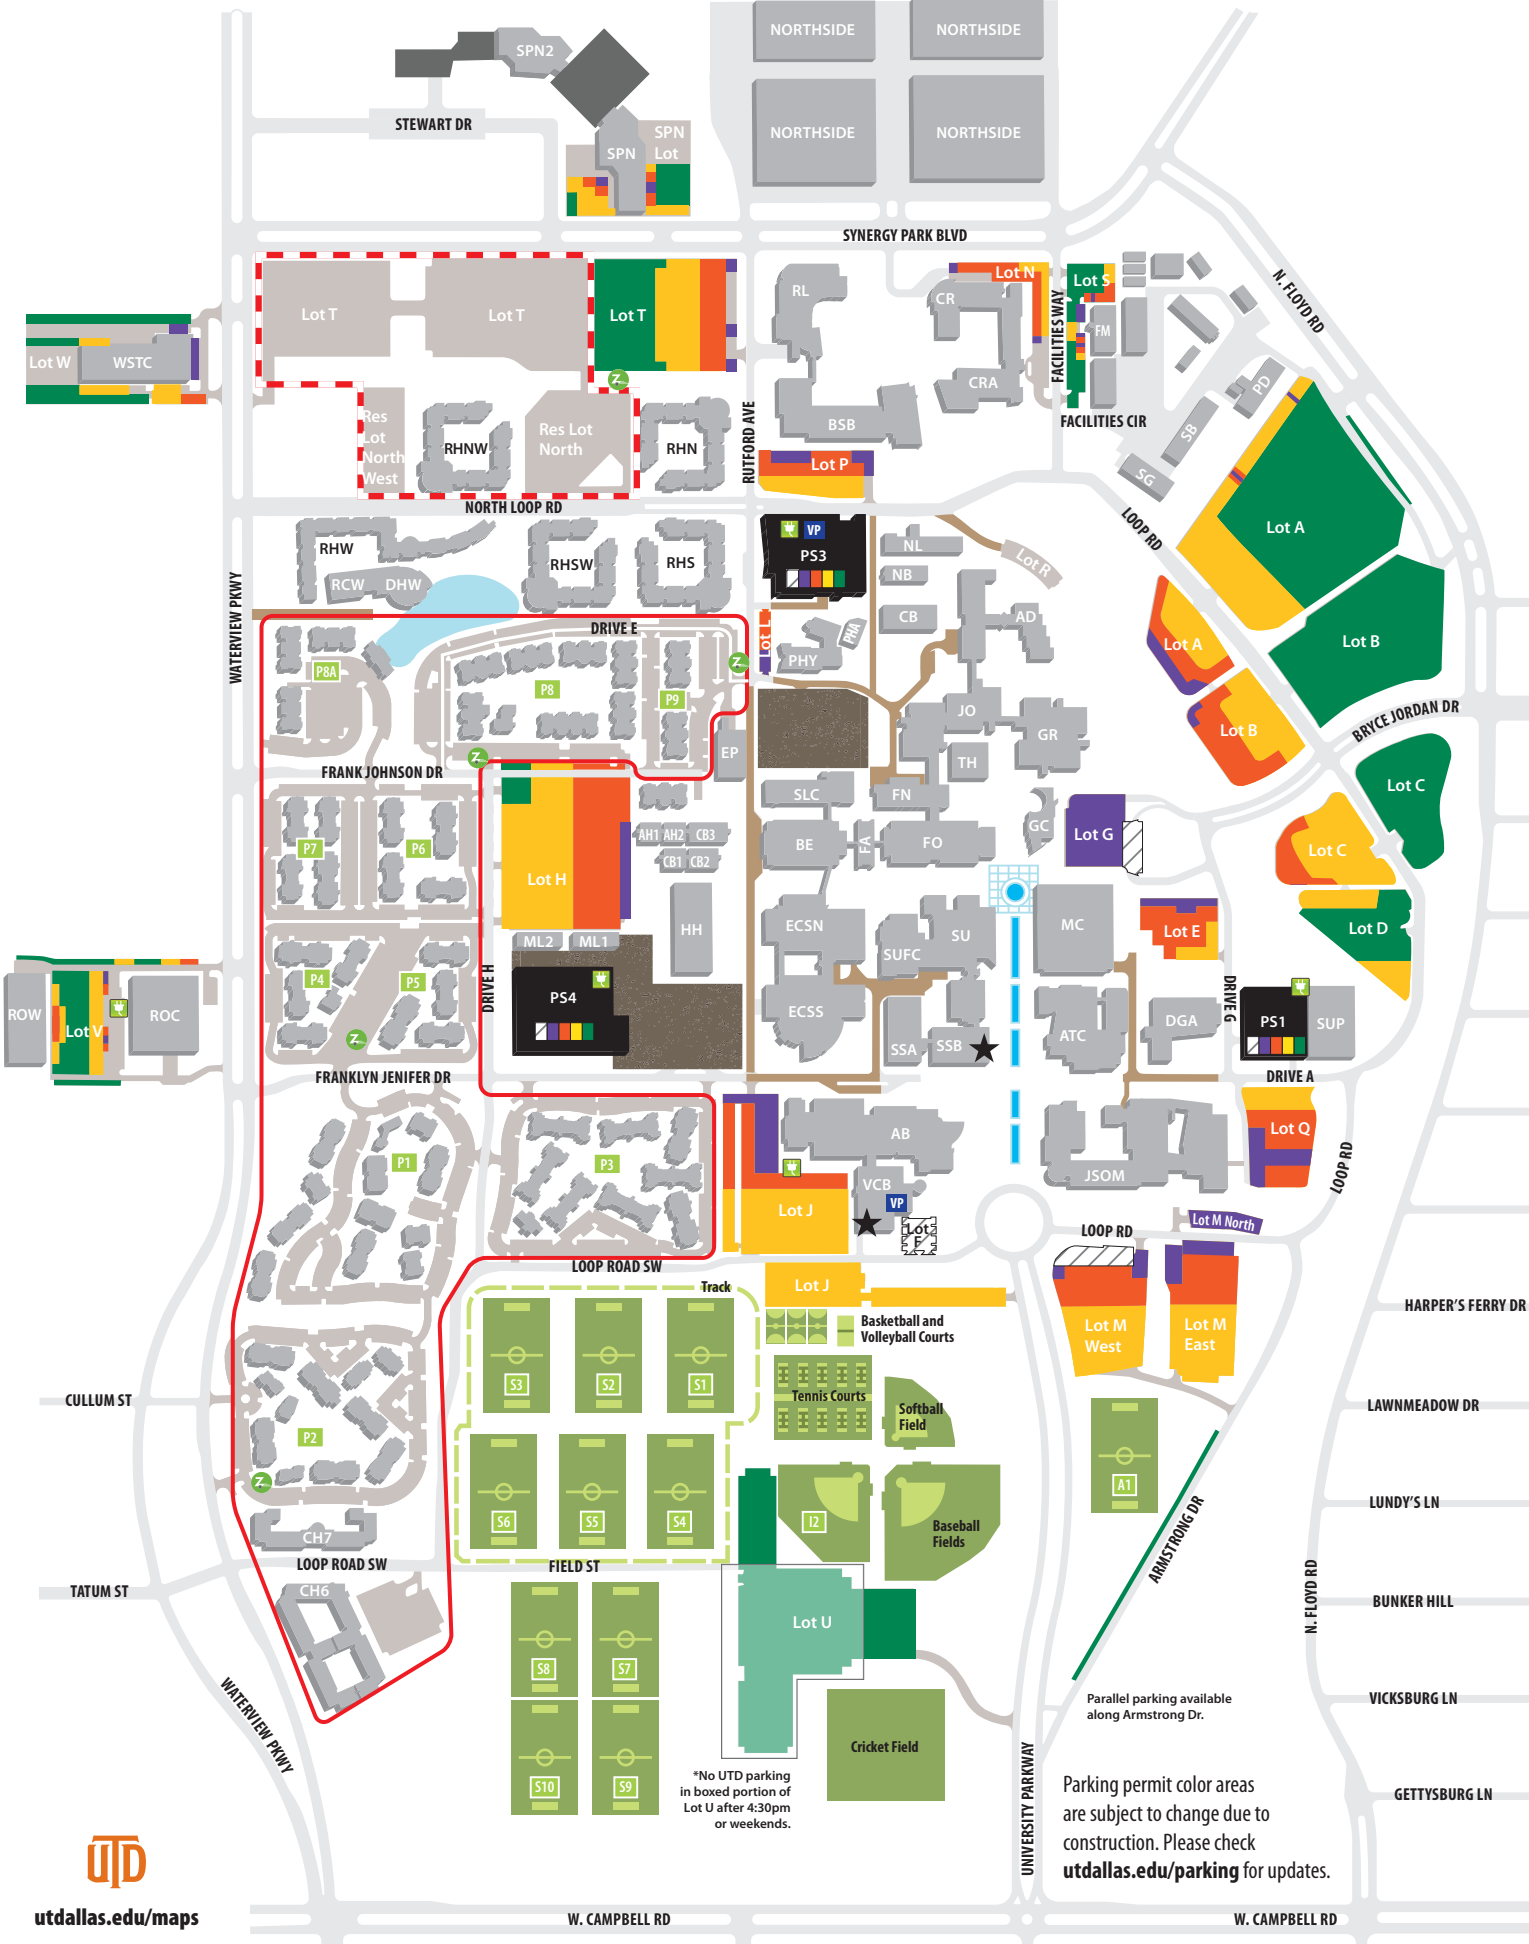 NORTHSIDE
NORTHSIDE
SPN2
STEWART DR
NORTHSIDE
NORTHSIDE
SPN
Lot
SPN
SYNERGY PARK BLVD
N. FLOYD RD
Lot T
Lot T
Lot T
RL
Lot N
CR
Lot S
FM
FACILITIES WAY
Lot W
WSTC
CRA
PD
FACILITIES CIR
Res
Lot
North
West
RHNW
Res Lot
North
RHN
RUTFORD AVE
BSB
SB
Lot P
SG
NORTH LOOP RD
LOOP RD
Lot A
RHW
RHSW
RHS
VP
PS3
NL
Lot R
RCW
DHW
NB
CB
AD
WATERVIEW PKWY
DRIVE E
Lot L
PHA
PHY
Lot A
Lot B
P8A
P8
P9
JO
GR
Lot B
BRYCE JORDAN DR
EP
TH
FRANK JOHNSON DR
SLC
FN
Lot C
P7
P6
AH1
AH2
CB3
CB1
CB2
BE
FA
FO
GC
Lot G
Lot C
Lot H
HH
ECSN
SU
SUFC
MC
Lot E
Lot D
ML2
ML1
P4
P5
DRIVE H
PS4
ECSS
SSA
SSB
ATC
DGA
DRIVE G
PS1
SUP
ROW
Lot V
ROC
FRANKLYN JENIFER DR
DRIVE A
P1
P3
AB
JSOM
Lot Q
LOOP RD
VCB
VP
Lot J
Lot
F
LOOP RD
Lot M North
LOOP ROAD SW
Track
Lot J
Basketball and
Volleyball Courts
Lot M
West
Lot M
East
HARPER'S FERRY DR
S3
S2
S1
Tennis Courts
Softball
Field
CULLUM ST
LAWNMEADOW DR
P2
A1
S6
S5
S4
I2
Baseball
Fields
LUNDY'S LN
CH7
ARMSTRONG DR
LOOP ROAD SW
FIELD ST
TATUM ST
CH6
N. FLOYD RD
BUNKER HILL
Lot U
S8
S7
WATERVIEW PKWY
Parallel parking available
along Armstrong Dr.
VICKSBURG LN
Cricket Field
S10
S9
*No UTD parking
in boxed portion of
Lot U after 4:30pm
or weekends.
UNIVERSITY PARKWAY
Parking permit color areas
are subject to change due to
construction. Please check
utdallas.edu/parking for updates.
GETTYSBURG LN
UTD
utdallas.edu/maps
W. CAMPBELL RD
W. CAMPBELL RD